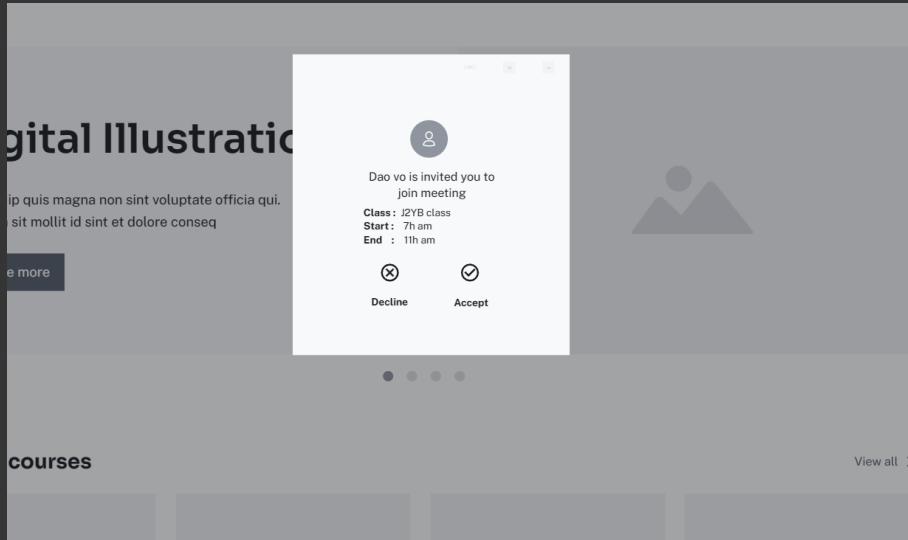 gital Illustratio
ip quis magna non sint voluptate officia qui.
sit mollit id sint et dolore conseq
e more
Dao vo is invited you to
join meeting
Class : J2YB class
Start : 7h am
End : 11h am
Decline
Accept
courses
View all